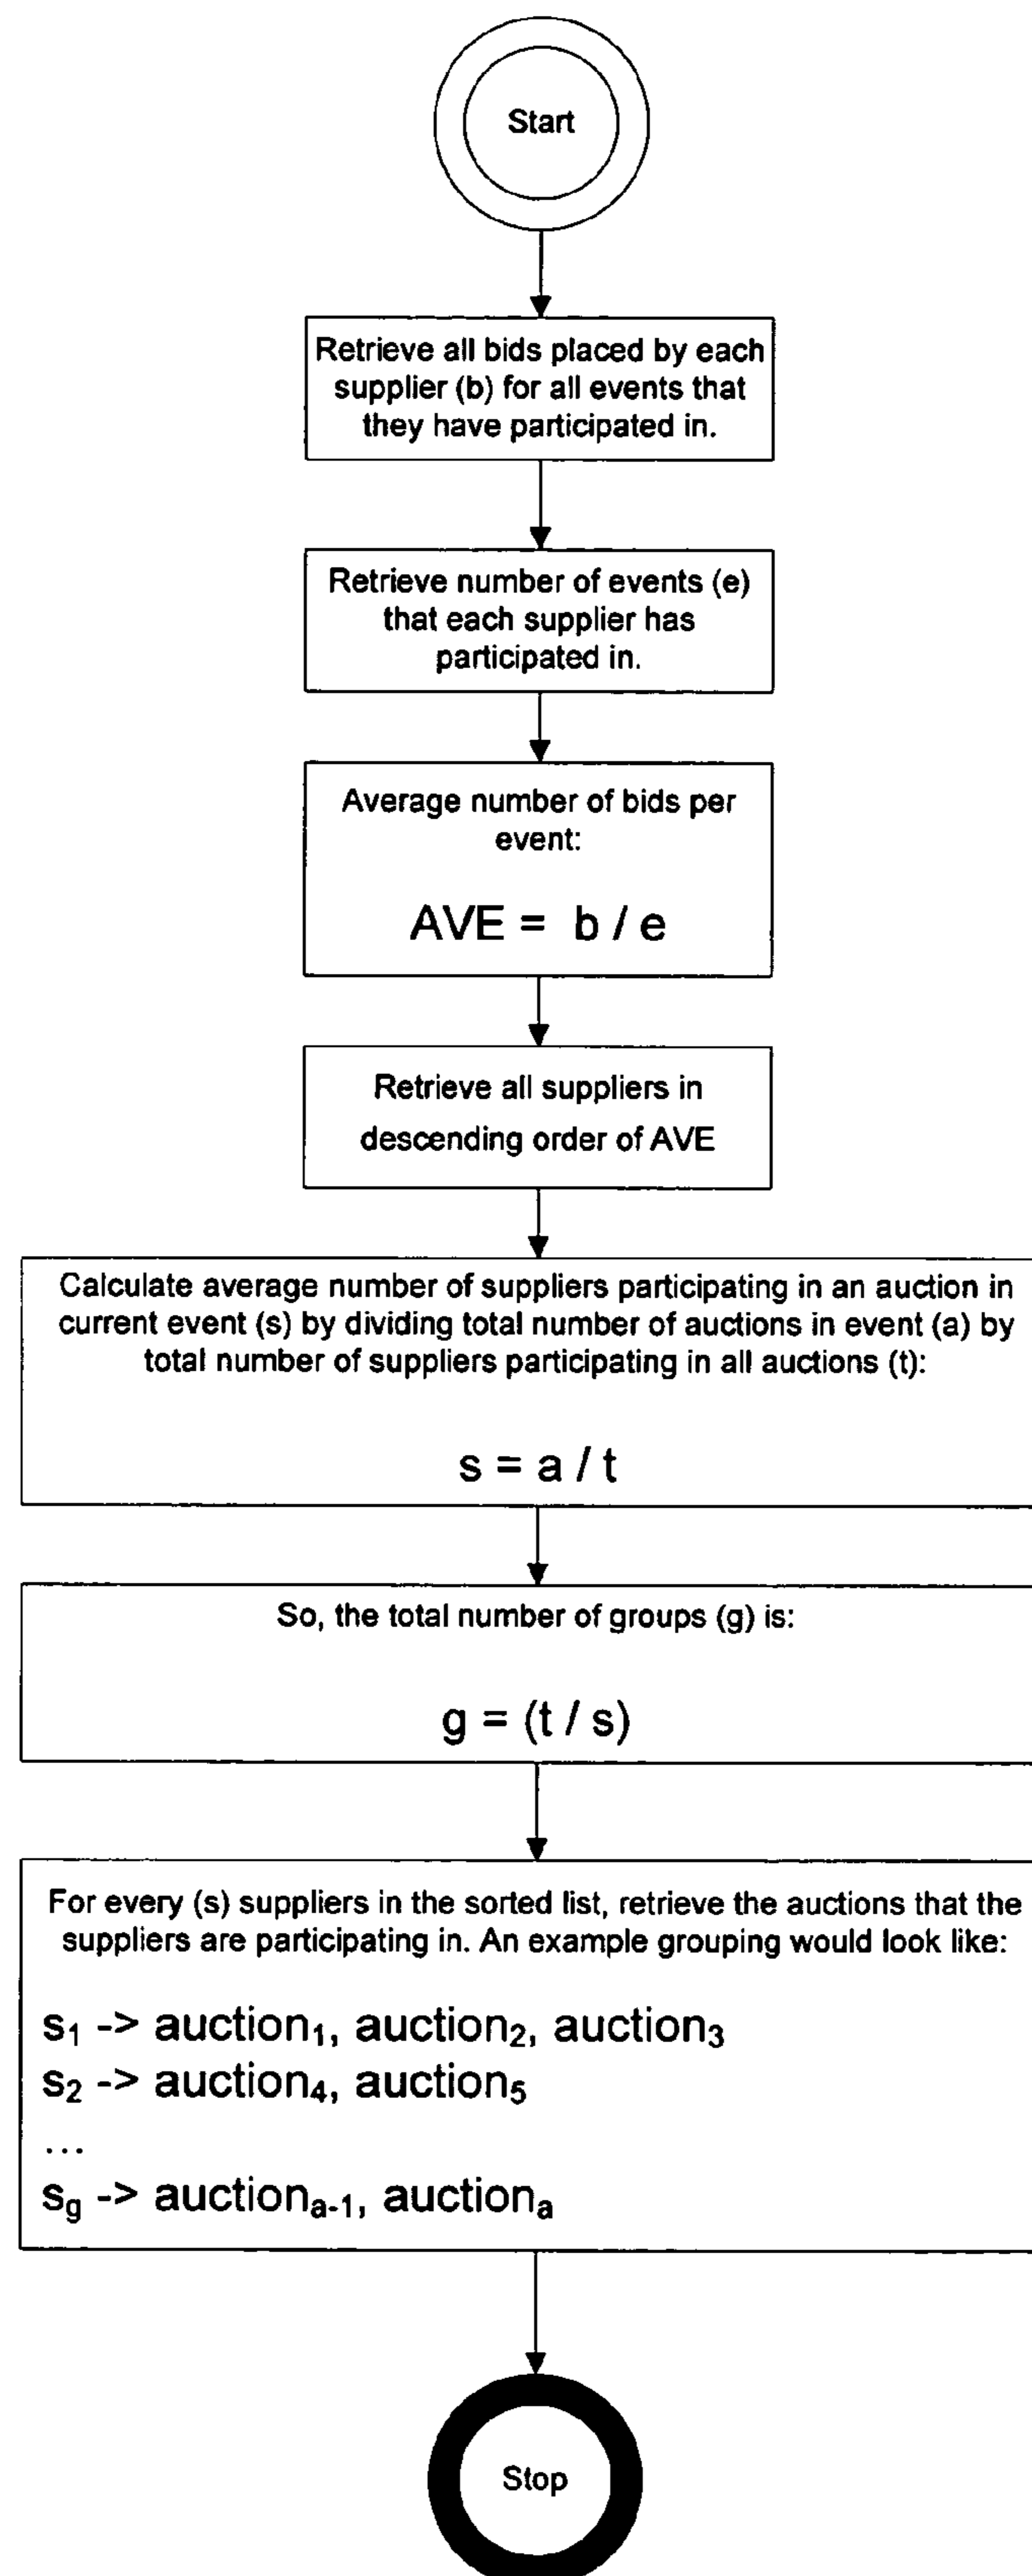 Start
Retrieve all bids placed by each
supplier (b) for all events that
they have participated in.
Retrieve number of events (e)
that each supplier has
participated in.
Average number of bids per
event:
AVE = b / e
Retrieve all suppliers in
descending order of AVE
Calculate average number of suppliers participating in an auction in
current event (s) by dividing total number of auctions in event (a) by
total number of suppliers participating in all auctions (t):
s = a / t
So, the total number of groups (g) is:
g = (t / s)
For every (s) suppliers in the sorted list, retrieve the auctions that the
suppliers are participating in. An example grouping would look like:
s₁ -> auction₁, auction₂, auction₃
s₂ -> auction₄, auction₅
...
s_g -> auction_{a-1}, auction_a
Stop